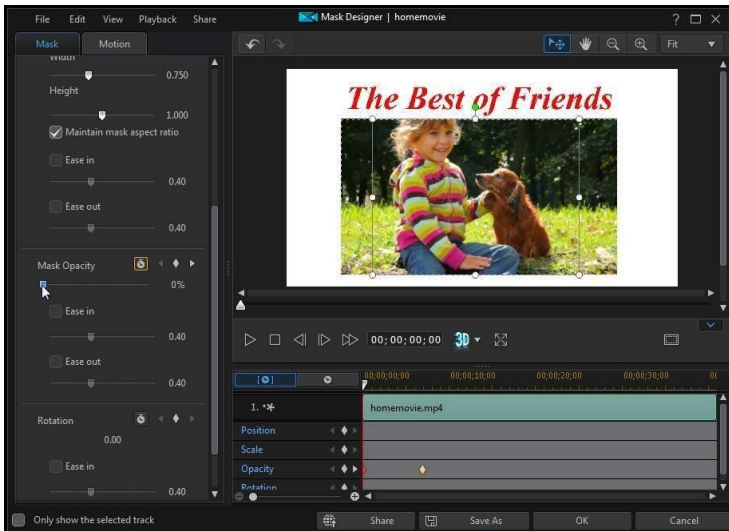 File Edit View Playback Share
Mask Designer | homemovie
Mask Motion
Fit
Width
0.750
Height
1.000
Maintain mask aspect ratio
Ease in
0.40
Ease out
0.40
Mask Opacity
0%
Ease in
0.40
Ease out
0.40
Rotation
0.00
Ease in
0.40
The Best of Friends
00;00;00;00 3D
00;00;00;00 00;00;10;00 00;00;20;00 00;00;30;00
1. homemovie.mp4
Position
Scale
Opacity
Rotation
Only show the selected track
Share Save As OK Cancel